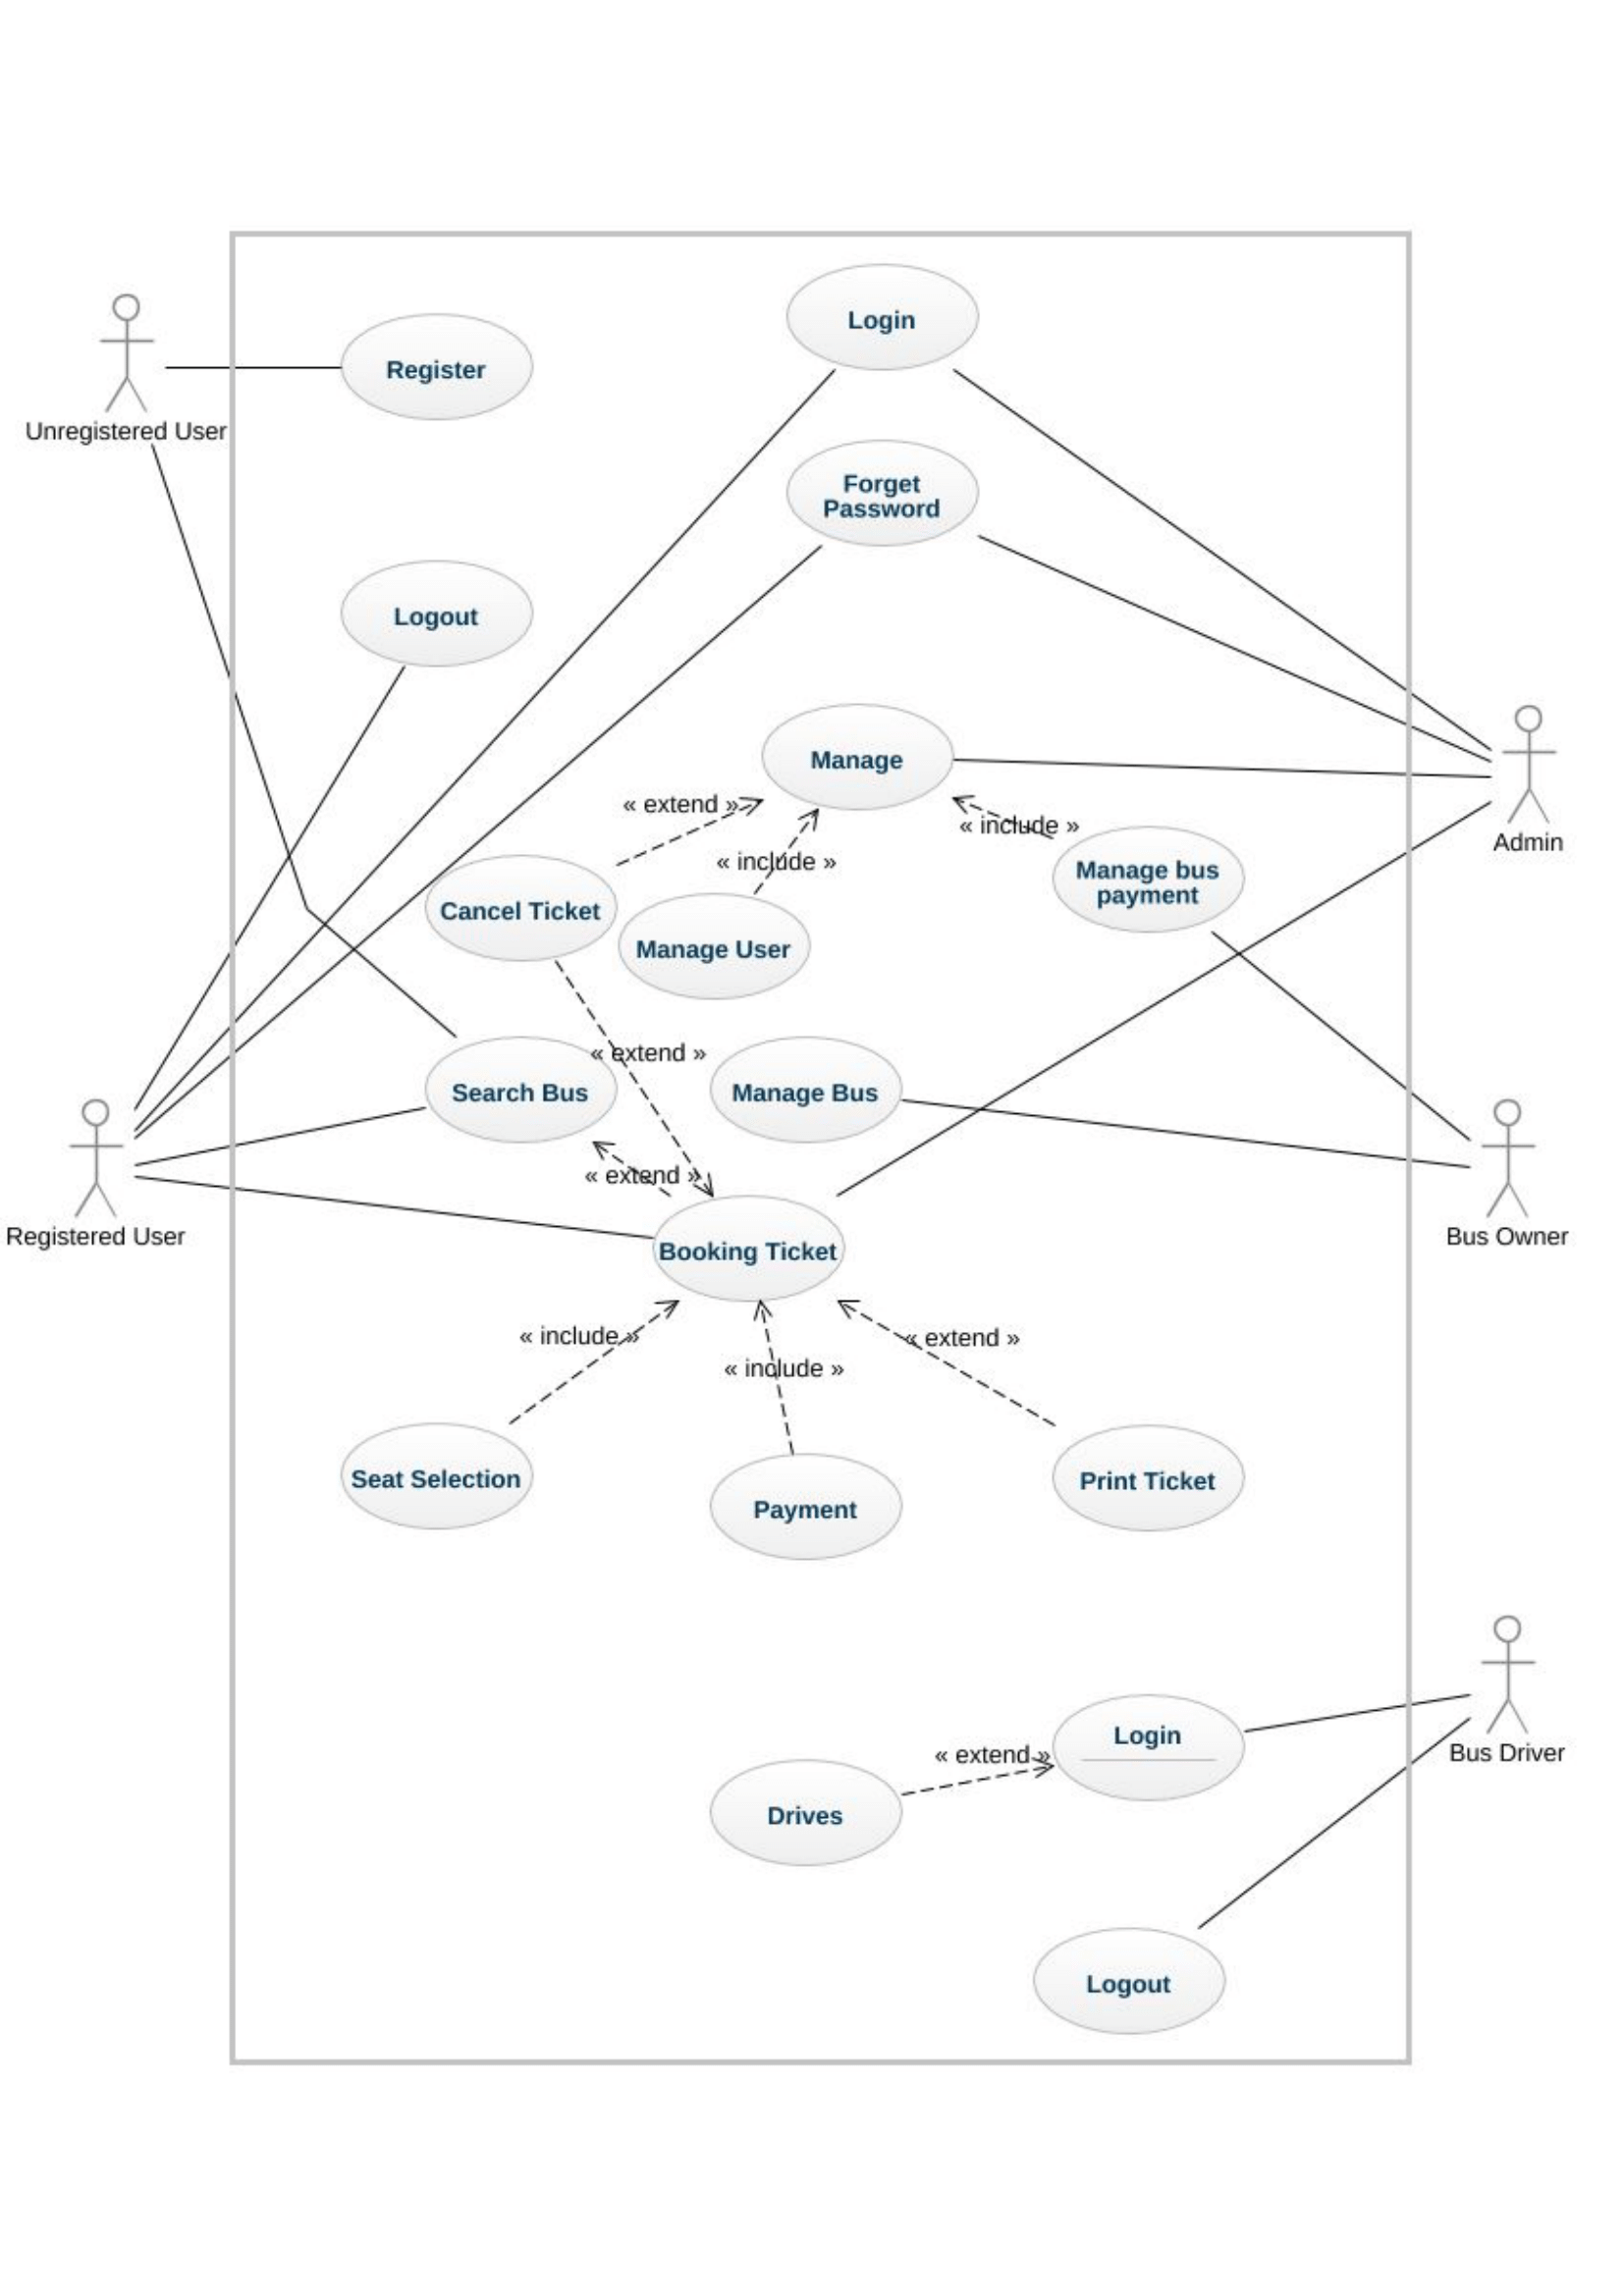 Login
Register
Unregistered User
Forget
Password
Logout
Manage
« extend »
« include »
Admin
« include »
Manage bus
payment
Cancel Ticket
Manage User
« extend »
Search Bus
Manage Bus
« extend »
Registered User
Bus Owner
Booking Ticket
« include »
« extend »
« include »
Seat Selection
Print Ticket
Payment
Login
« extend »
Bus Driver
Drives
Logout